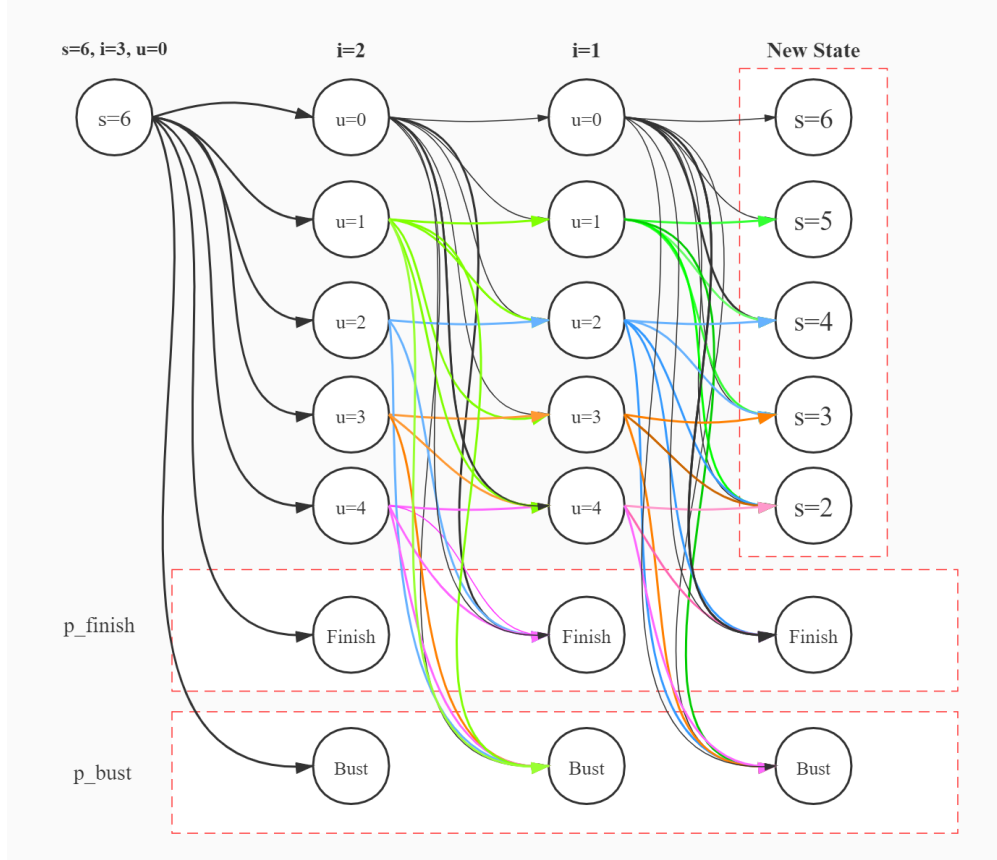 s=6, i=3, u=0 i=2 i=1 New State
s=6 u=0 u=0 s=6
u=1 u=1 s=5
u=2 u=2 s=4
u=3 u=3 s=3
u=4 u=4 s=2
p_finish Finish Finish Finish
p_bust Bust Bust Bust